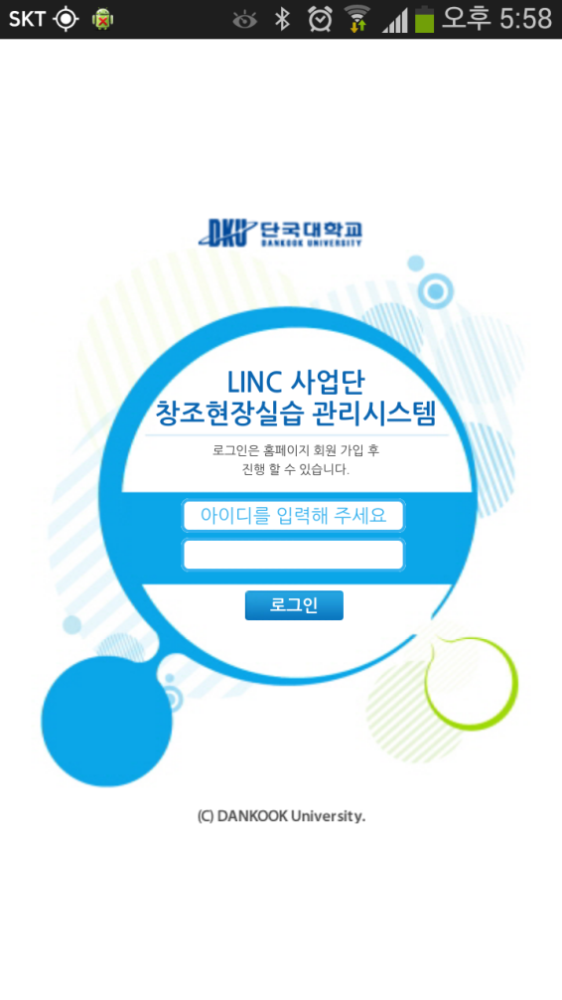 SKT 오후 5:58
DKU 단국대학교
DANKOOK UNIVERSITY
LINC 사업단
창조현장실습 관리시스템
로그인은 홈페이지 회원 가입 후
진행 할 수 있습니다.
아이디를 입력해 주세요
로그인
(C) DANKOOK University.